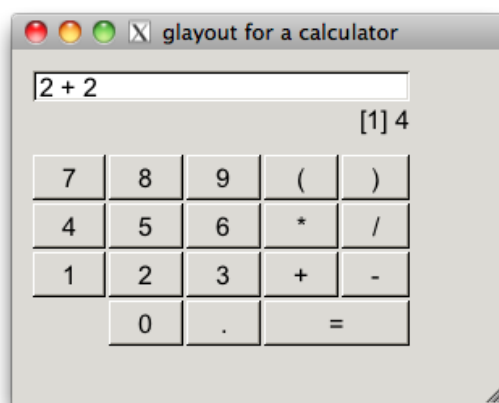 glayout for a calculator
2 + 2
[1] 4
7 8 9 ( )
4 5 6 * /
1 2 3 + -
0 . =